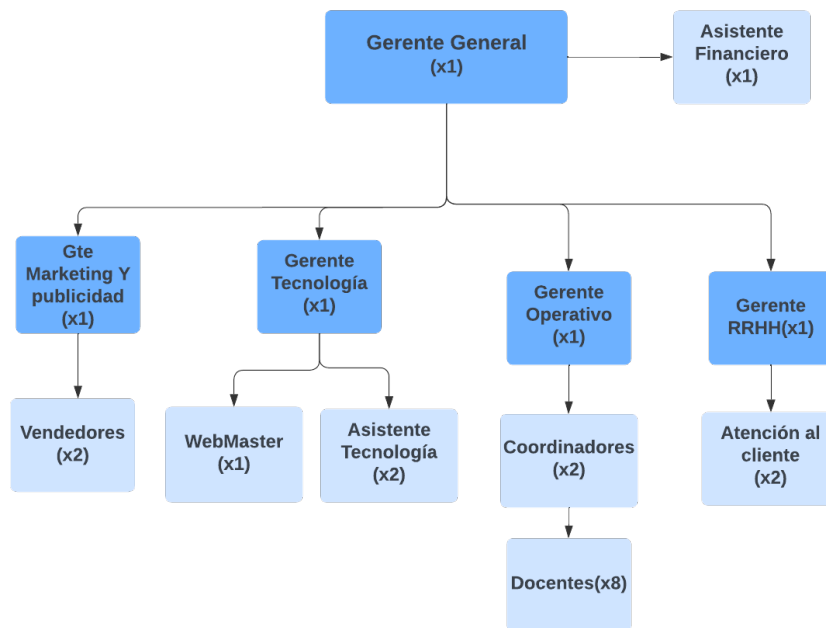 Gerente General
(x1)
Asistente
Financiero
(x1)
Gte
Marketing Y
publicidad
(x1)
Gerente
Tecnología
(x1)
Gerente
Operativo
(x1)
Gerente
RRHH(x1)
Vendedores
(x2)
WebMaster
(x1)
Asistente
Tecnología
(x2)
Coordinadores
(x2)
Atención al
cliente
(x2)
Docentes(x8)